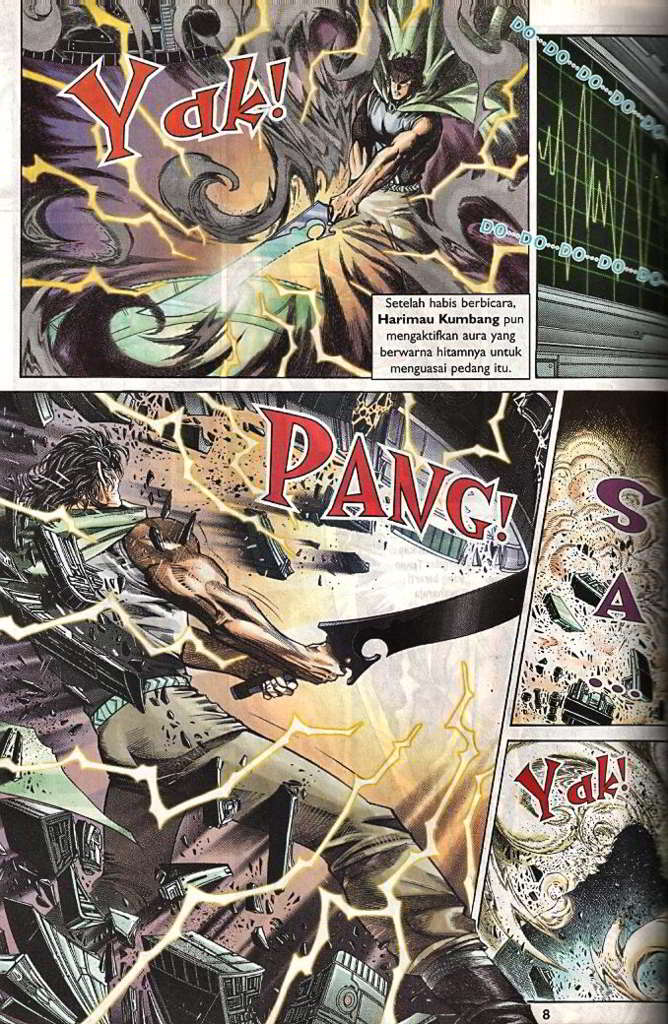 Yak!
DO...DO...DO...DO...DO
DO...DO...DO...DO...DO
Setelah habis berbicara,
Harimau Kumbang pun
mengaktifkan aura yang
berwarna hitamnya untuk
menguasai pedang itu.
PANG!
S
A
Yak!
8